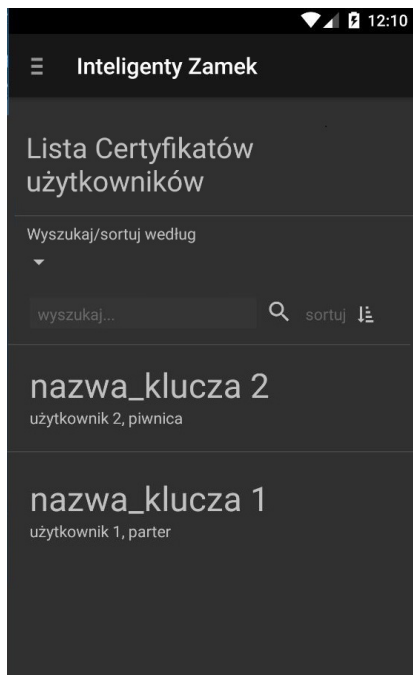 12:10
Inteligenty Zamek
Lista Certyfikatów
użytkowników
Wyszukaj/sortuj według
wyszukaj... sortuj
nazwa_klucza 2
użytkownik 2, piwnica
nazwa_klucza 1
użytkownik 1, parter